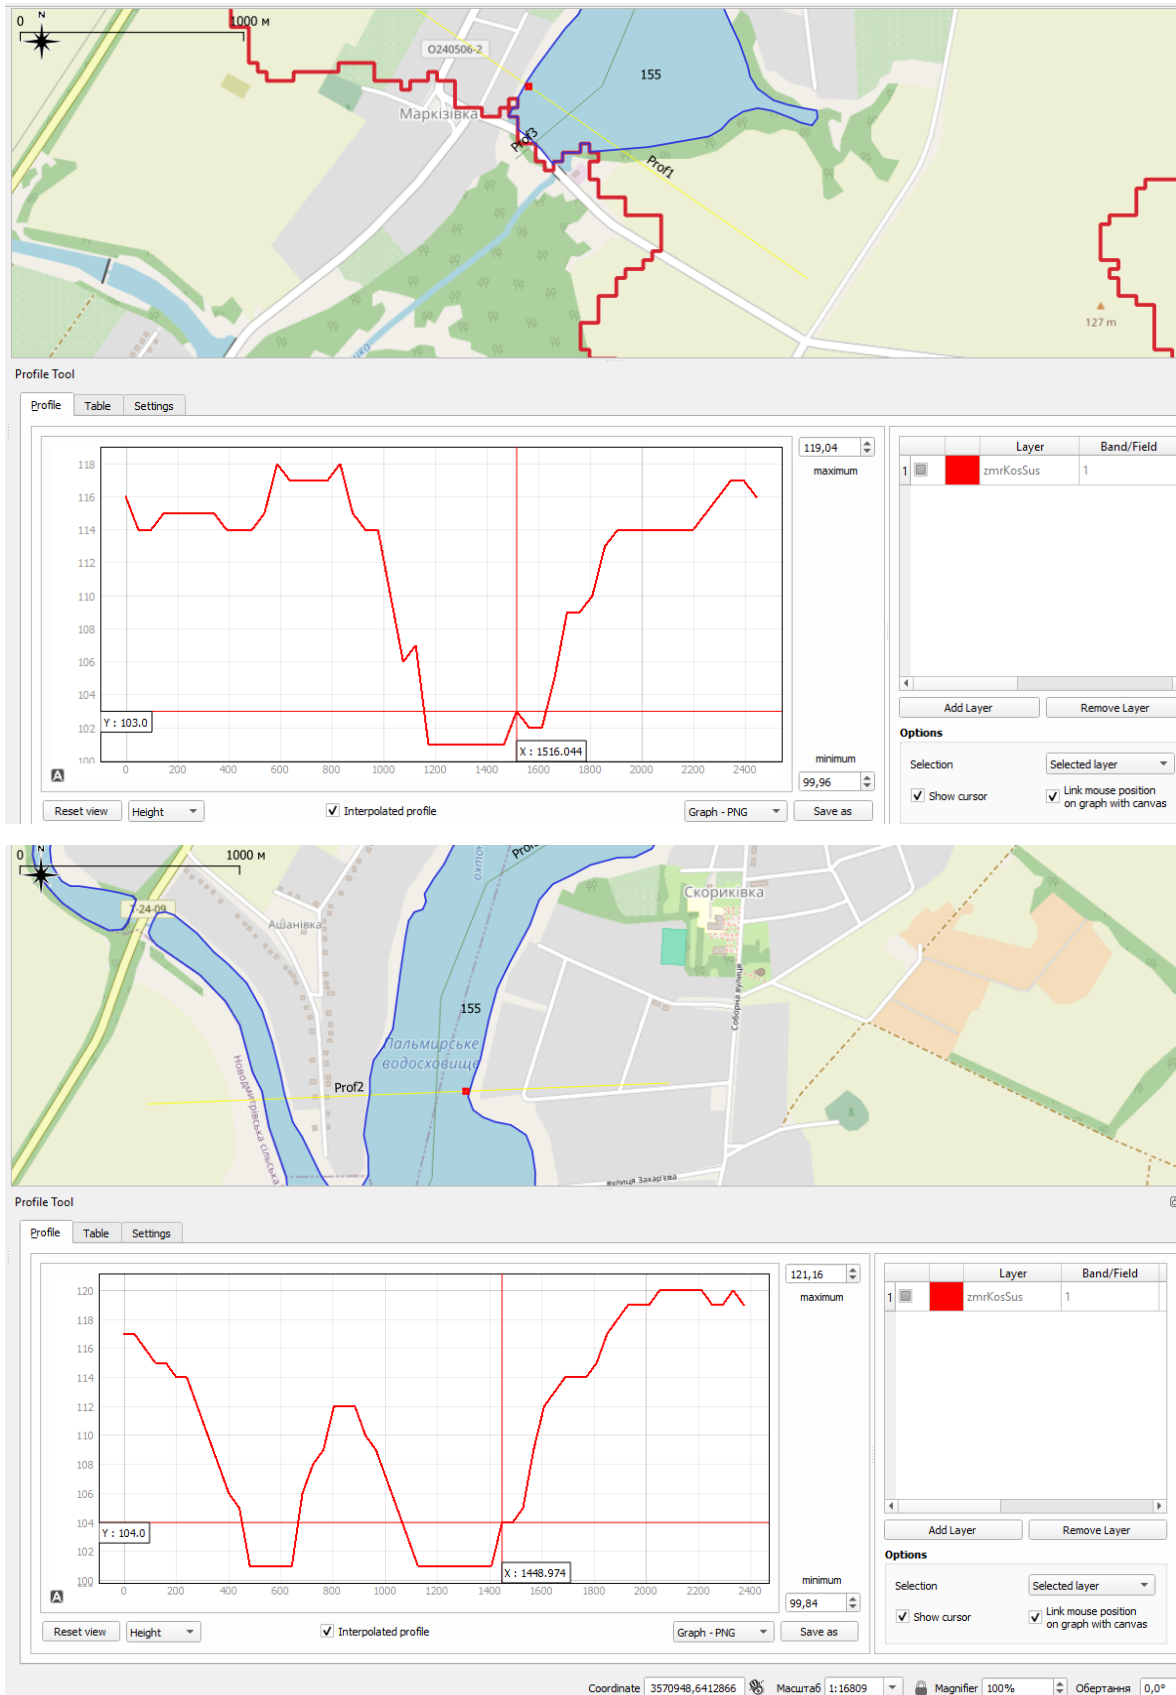 0
N
1000 м
О240506-2
155
Маркізівка
Prof3
Prof1
127 m
Profile Tool
Profile Table Settings
118
116
114
112
110
108
106
104
102
100
Y : 103.0
X : 1516.044
0 200 400 600 800 1000 1200 1400 1600 1800 2000 2200 2400
119,04
maximum
minimum
99,96
Reset view Height Interpolated profile Graph - PNG Save as
Layer Band/Field
1 zmrKosSus 1
Add Layer Remove Layer
Options
Selection Selected layer
Show cursor Link mouse position
on graph with canvas
0
N
1000 м
Т-24-09
Ашанівка
Скориківка
155
Соборна вулиця
Пальмирське
водосховище
Prof2
Новодмитрівська сільська
вулиця Захар'єва
Profile Tool
Profile Table Settings
120
118
116
114
112
110
108
106
104
102
100
Y : 104.0
X : 1448.974
0 200 400 600 800 1000 1200 1400 1600 1800 2000 2200 2400
121,16
maximum
minimum
99,84
Reset view Height Interpolated profile Graph - PNG Save as
Layer Band/Field
1 zmrKosSus 1
Add Layer Remove Layer
Options
Selection Selected layer
Show cursor Link mouse position
on graph with canvas
Coordinate 3570948,6412866 Масштаб 1:16809 Magnifier 100% Обертання 0,0°